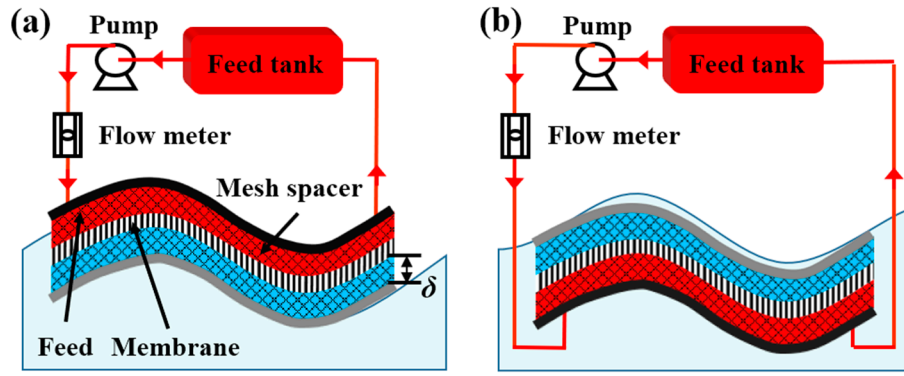 (a)
Pump
Feed tank
Flow meter
Mesh spacer
δ
Feed
Membrane
(b)
Pump
Feed tank
Flow meter